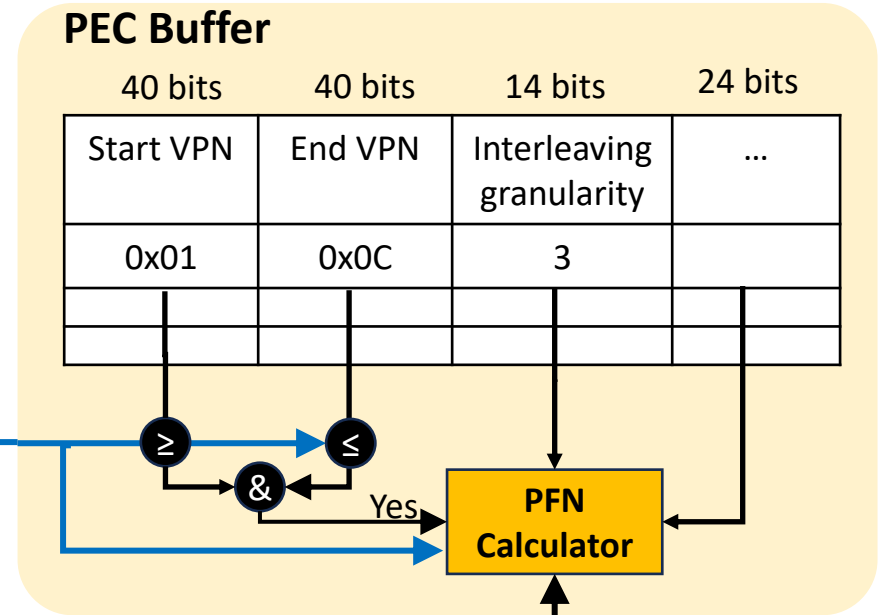 PEC Buffer
40 bits 40 bits 14 bits 24 bits
Start VPN End VPN Interleaving granularity ...
0x01 0x0C 3
≥ ≤
&
Yes
PFN
Calculator